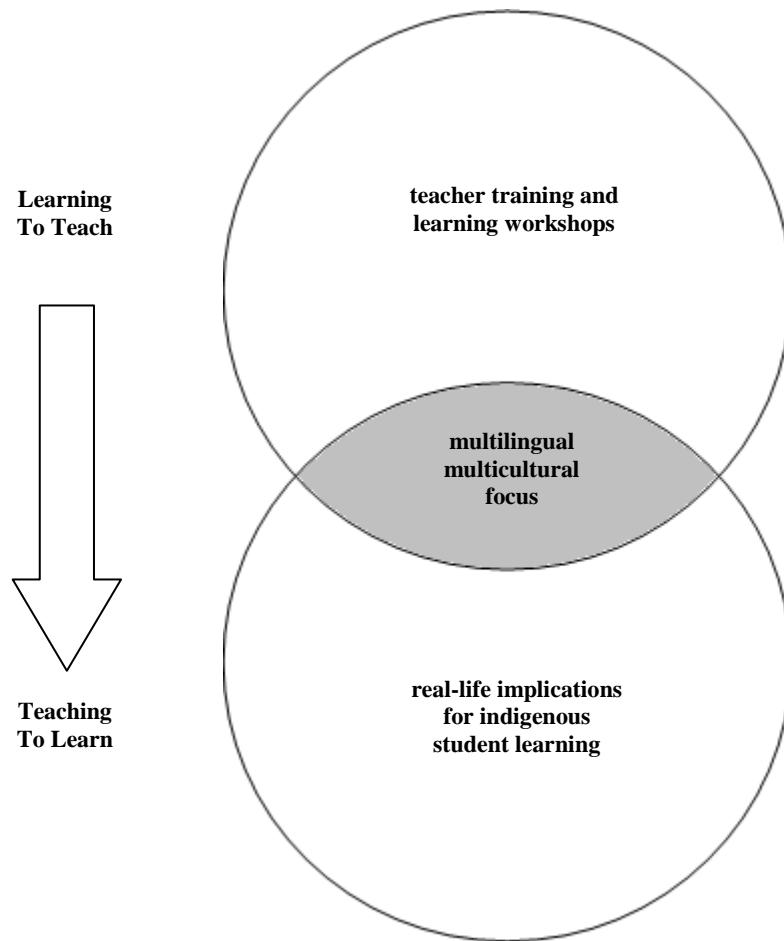 Learning
To Teach
teacher training and
learning workshops
multilingual
multicultural
focus
real-life implications
for indigenous
student learning
Teaching
To Learn